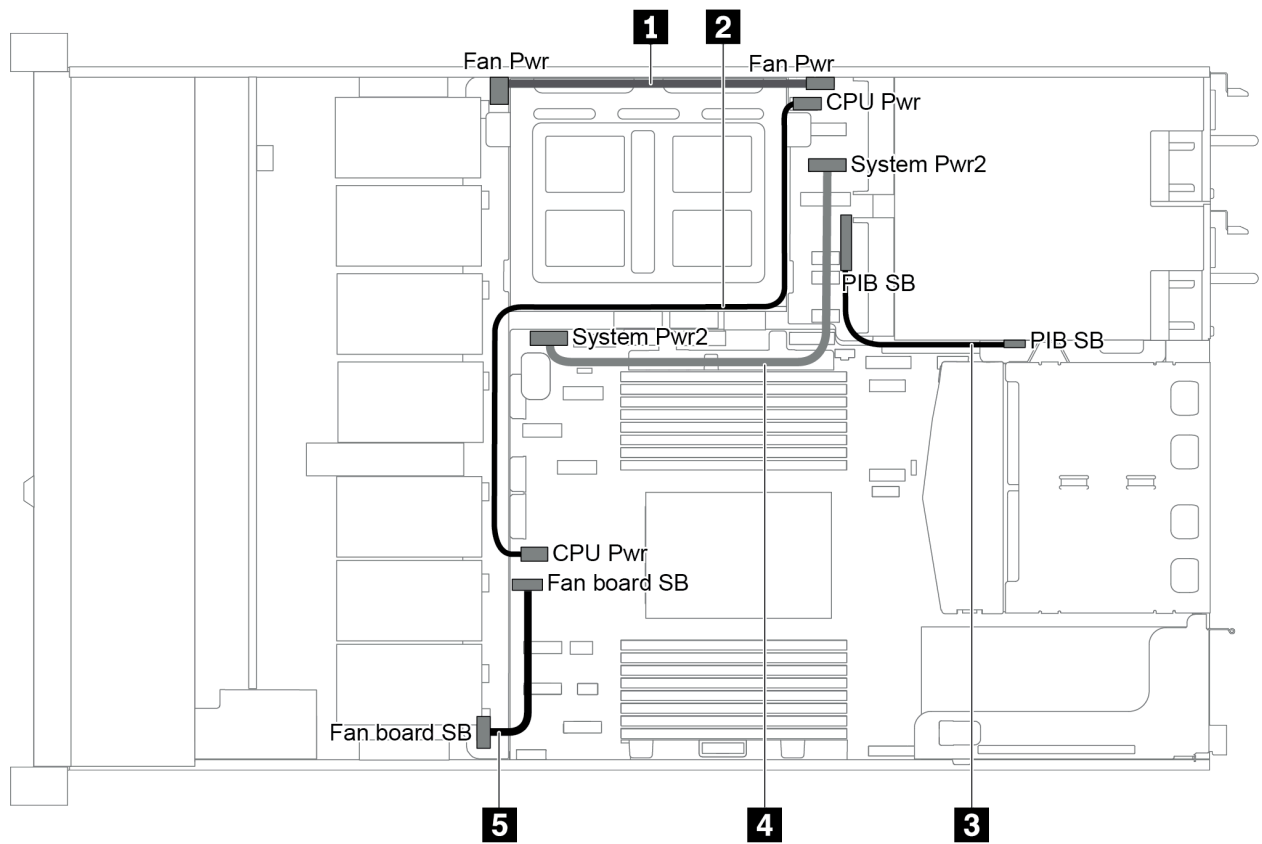 1
2
Fan Pwr
Fan Pwr
CPU Pwr
System Pwr2
PIB SB
System Pwr2
PIB SB
CPU Pwr
Fan board SB
Fan board SB
5
4
3